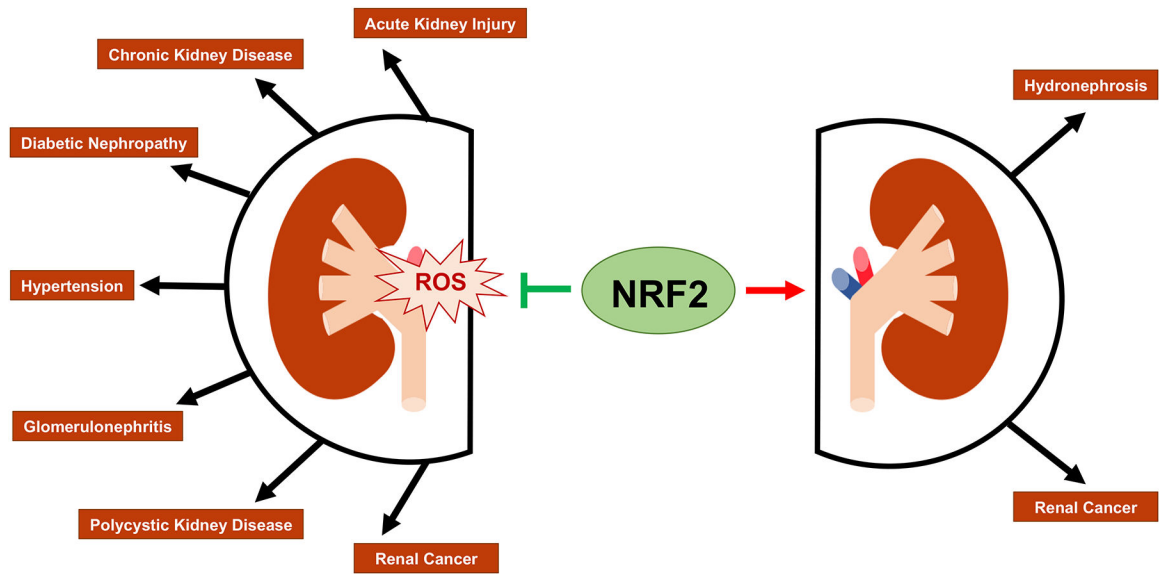 Acute Kidney Injury
Chronic Kidney Disease
Diabetic Nephropathy
Hypertension
Glomerulonephritis
Polycystic Kidney Disease
Renal Cancer
ROS
NRF2
Hydronephrosis
Renal Cancer